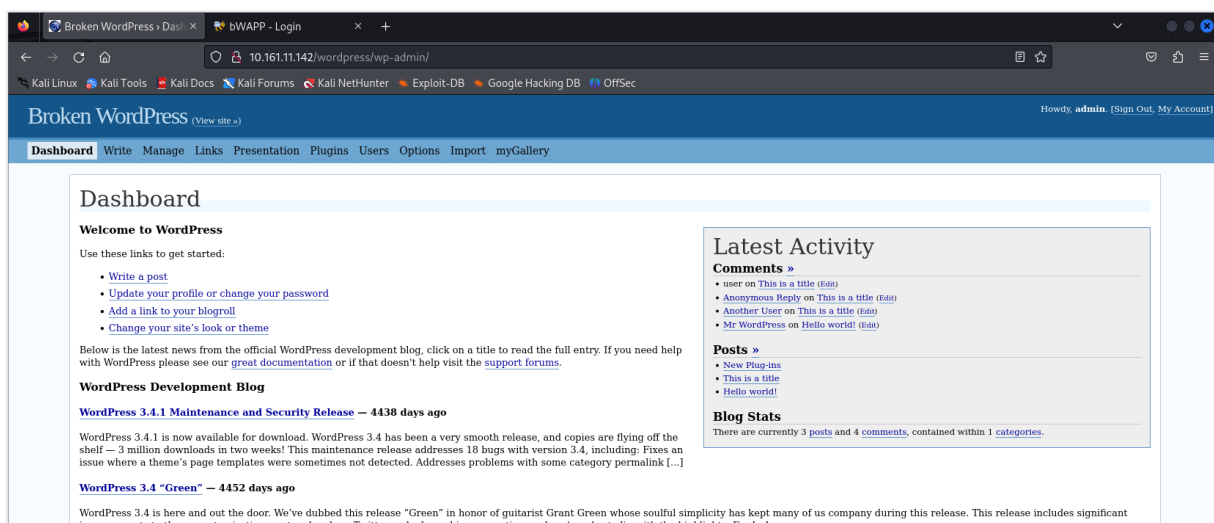 Broken WordPress › Dash
bWAPP - Login
10.161.11.142/wordpress/wp-admin/
Kali Linux Kali Tools Kali Docs Kali Forums Kali NetHunter Exploit-DB Google Hacking DB OffSec
Broken WordPress (View site »)
Howdy, admin. [Sign Out, My Account]
Dashboard Write Manage Links Presentation Plugins Users Options Import myGallery
Dashboard
Welcome to WordPress
Use these links to get started:
• Write a post
• Update your profile or change your password
• Add a link to your blogroll
• Change your site's look or theme
Below is the latest news from the official WordPress development blog, click on a title to read the full entry. If you need help
with WordPress please see our great documentation or if that doesn't help visit the support forums.
WordPress Development Blog
WordPress 3.4.1 Maintenance and Security Release — 4438 days ago
WordPress 3.4.1 is now available for download. WordPress 3.4 has been a very smooth release, and copies are flying off the
shelf — 3 million downloads in two weeks! This maintenance release addresses 18 bugs with version 3.4, including: Fixes an
issue where a theme's page templates were sometimes not detected. Addresses problems with some category permalink [...]
WordPress 3.4 “Green” — 4452 days ago
WordPress 3.4 is here and out the door. We've dubbed this release “Green” in honor of guitarist Grant Green whose soulful simplicity has kept many of us company during this release. This release includes significant
Latest Activity
Comments »
• user on This is a title (Edit)
• Anonymous Reply on This is a title (Edit)
• Another User on This is a title (Edit)
• Mr WordPress on Hello world! (Edit)
Posts »
• New Plug-ins
• This is a title
• Hello world!
Blog Stats
There are currently 3 posts and 4 comments, contained within 1 categories.